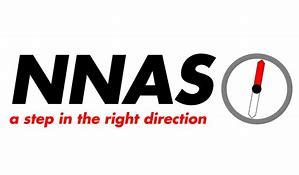 NNAS
a step in the right direction